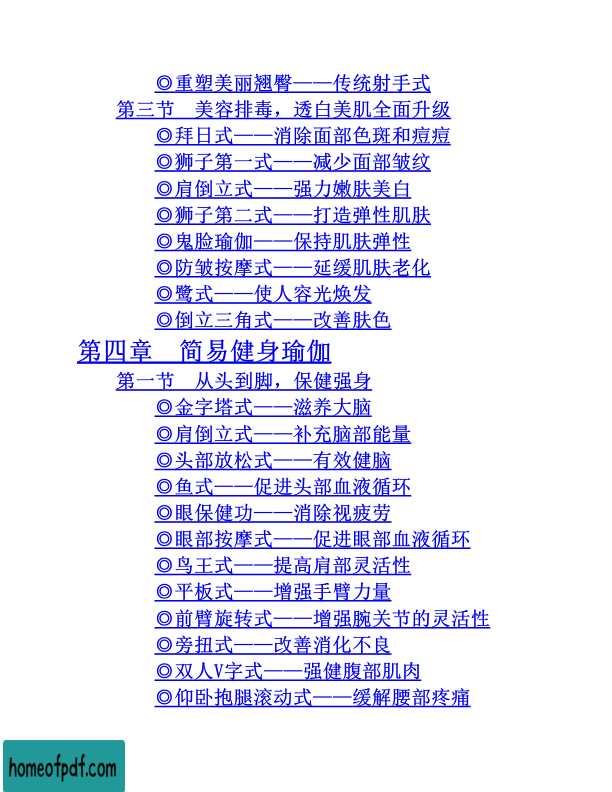 ◎重塑美丽翘臀——传统射手式
第三节　美容排毒，透白美肌全面升级
◎拜日式——消除面部色斑和痘痘
◎狮子第一式——减少面部皱纹
◎肩倒立式——强力嫩肤美白
◎狮子第二式——打造弹性肌肤
◎鬼脸瑜伽——保持肌肤弹性
◎防皱按摩式——延缓肌肤老化
◎鹭式——使人容光焕发
◎倒立三角式——改善肤色
第四章　简易健身瑜伽
第一节　从头到脚，保健强身
◎金字塔式——滋养大脑
◎肩倒立式——补充脑部能量
◎头部放松式——有效健脑
◎鱼式——促进头部血液循环
◎眼保健功——消除视疲劳
◎眼部按摩式——促进眼部血液循环
◎鸟王式——提高肩部灵活性
◎平板式——增强手臂力量
◎前臂旋转式——增强腕关节的灵活性
◎旁扭式——改善消化不良
◎双人V字式——强健腹部肌肉
◎仰卧抱腿滚动式——缓解腰部疼痛
homeofpdf.com